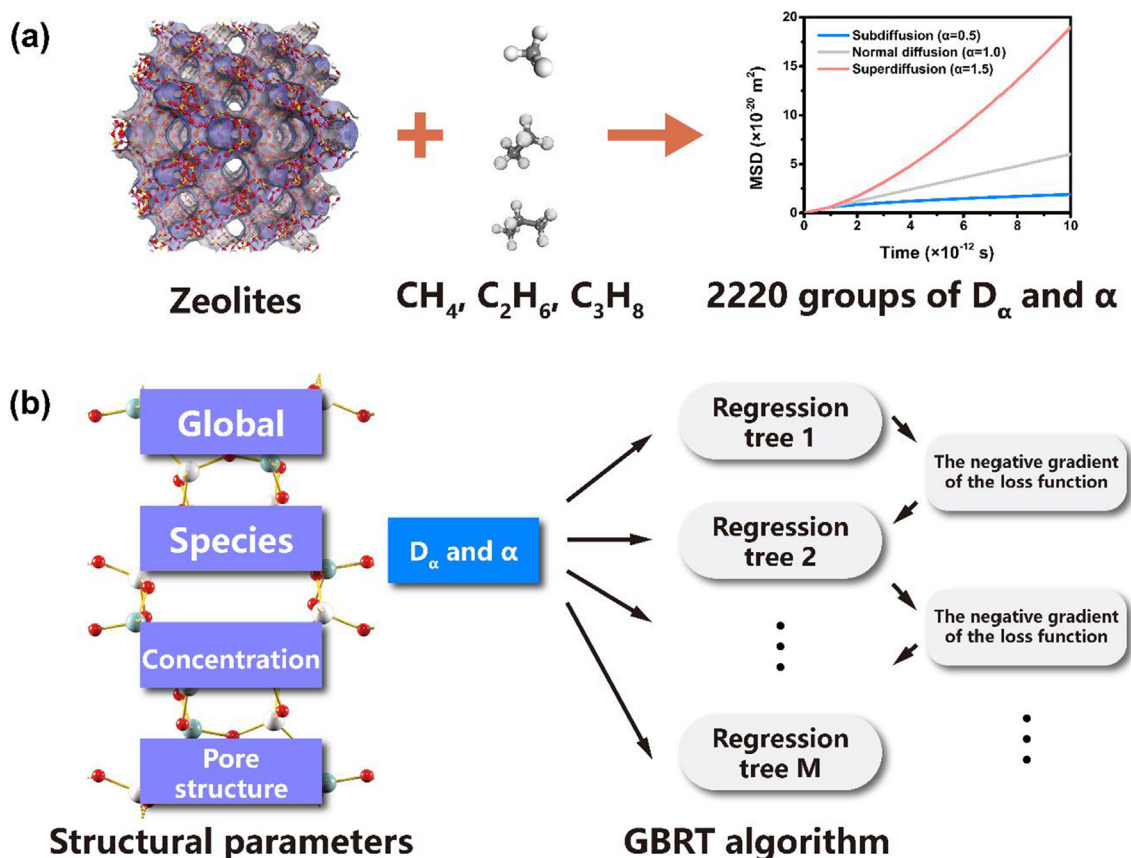 (a)
Zeolites
CH₄, C₂H₆, C₃H₈
MSD (×10⁻²⁰ m²)
20
15
10
5
0
Subdiffusion (α=0.5)
Normal diffusion (α=1.0)
Superdiffusion (α=1.5)
0 2 4 6 8 10
Time (×10⁻¹² s)
2220 groups of Dα and α
(b)
Global
Species
Concentration
Pore
structure
Structural parameters
Dα and α
Regression
tree 1
Regression
tree 2
Regression
tree M
The negative gradient
of the loss function
The negative gradient
of the loss function
GBRT algorithm